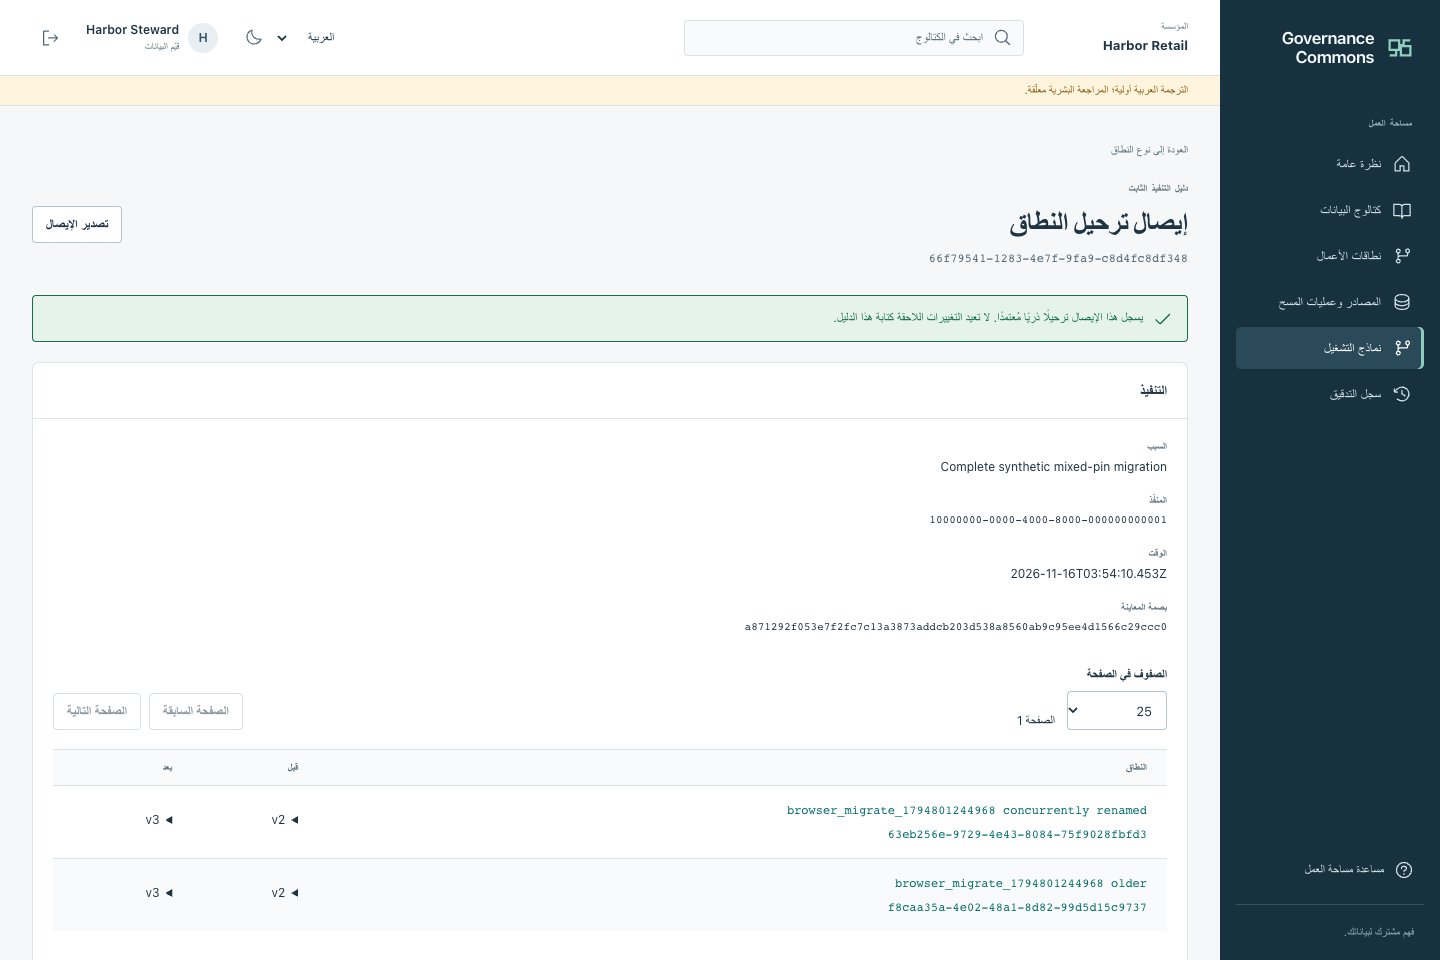 Governance
Commons
مساحة العمل
نظرة عامة
كتالوج البيانات
نطاقات الأعمال
المصادر وعمليات المسح
نماذج التشغيل
سجل التدقيق
مساعدة مساحة العمل
فهم مشترك لبياناتك.
المؤسسة
Harbor Retail
ابحث في الكتالوج
العربية
H
Harbor Steward
قيّم البيانات
الترجمة العربية أولية؛ المراجعة البشرية معلّقة.
العودة إلى نوع النطاق
دليل التنفيذ الثابت
إيصال ترحيل النطاق
66f79541-1283-4e7f-9fa9-c8d4fc8df348
تصدير الإيصال
يسجل هذا الإيصال ترحيلًا ذريًا مُعتمدًا. لا تعيد التغييرات اللاحقة كتابة هذا الدليل.
التنفيذ
السبب
Complete synthetic mixed-pin migration
المنفّذ
10000000-0000-4000-8000-000000000001
الوقت
2026-11-16T03:54:10.453Z
بصمة المعاينة
a871292f053e7f2fc7c13a3873addcb203d538a8560ab9c95ee4d1566c29ccc0
الصفوف في الصفحة
25
الصفحة 1
الصفحة السابقة
الصفحة التالية
النطاق قبل بعد
browser_migrate_1794801244968 concurrently renamed
63eb256e-9729-4e43-8084-75f9028fbfd3
v2
v3
browser_migrate_1794801244968 older
f8caa35a-4e02-48a1-8d82-99d5d15c9737
v2
v3